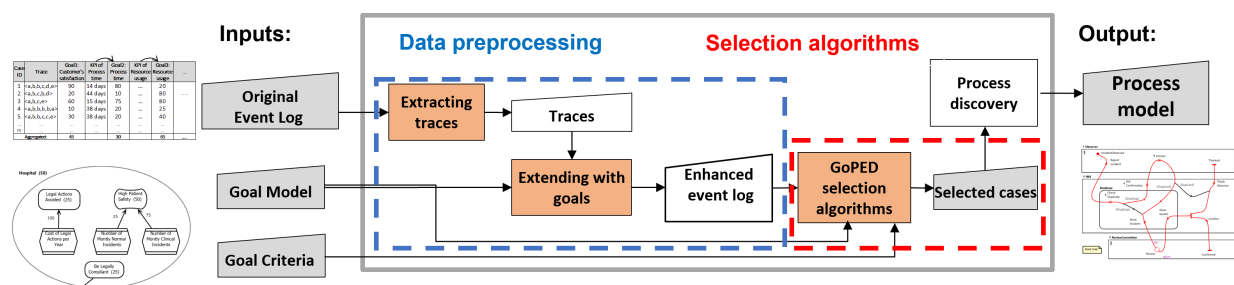 Inputs:
Data preprocessing
Selection algorithms
Output:
Case
ID
Trace
Goal1:
Customer's
satisfaction
KPI of
Process
time
Goal2:
Process
time
KPI of
Resource
usage
Goal3:
Resource
usage
...
1 <a,b,b,c,d,e> 90 14 days 80 ... 20
2 <a,b,c,b,d> 20 44 days 10 ... 80 .....
3 <a,b,c,e> 60 15 days 75 ... 80
4 <a,b,b,b,b,e> 10 38 days 20 ... 25
5 <a,b,b,c,c,e> 30 38 days 20 ... 40
... ... ... ... ... ...
m
Aggregated: 45 30 65 .....
Original
Event Log
Extracting
traces
Traces
Process
discovery
Process
model
Goal Model
Extending with
goals
Enhanced
event log
GoPED
selection
algorithms
Selected cases
Goal Criteria
Hospital (50)
Legal Actions
Avoided (25)
High Patient
Safety (50)
100
25
75
Cost of Legal
Actions per
Year
Number of
Montly Normal
Incidents
Number of
Montly Clinical
Incidents
Be Legally
Compliant (25)